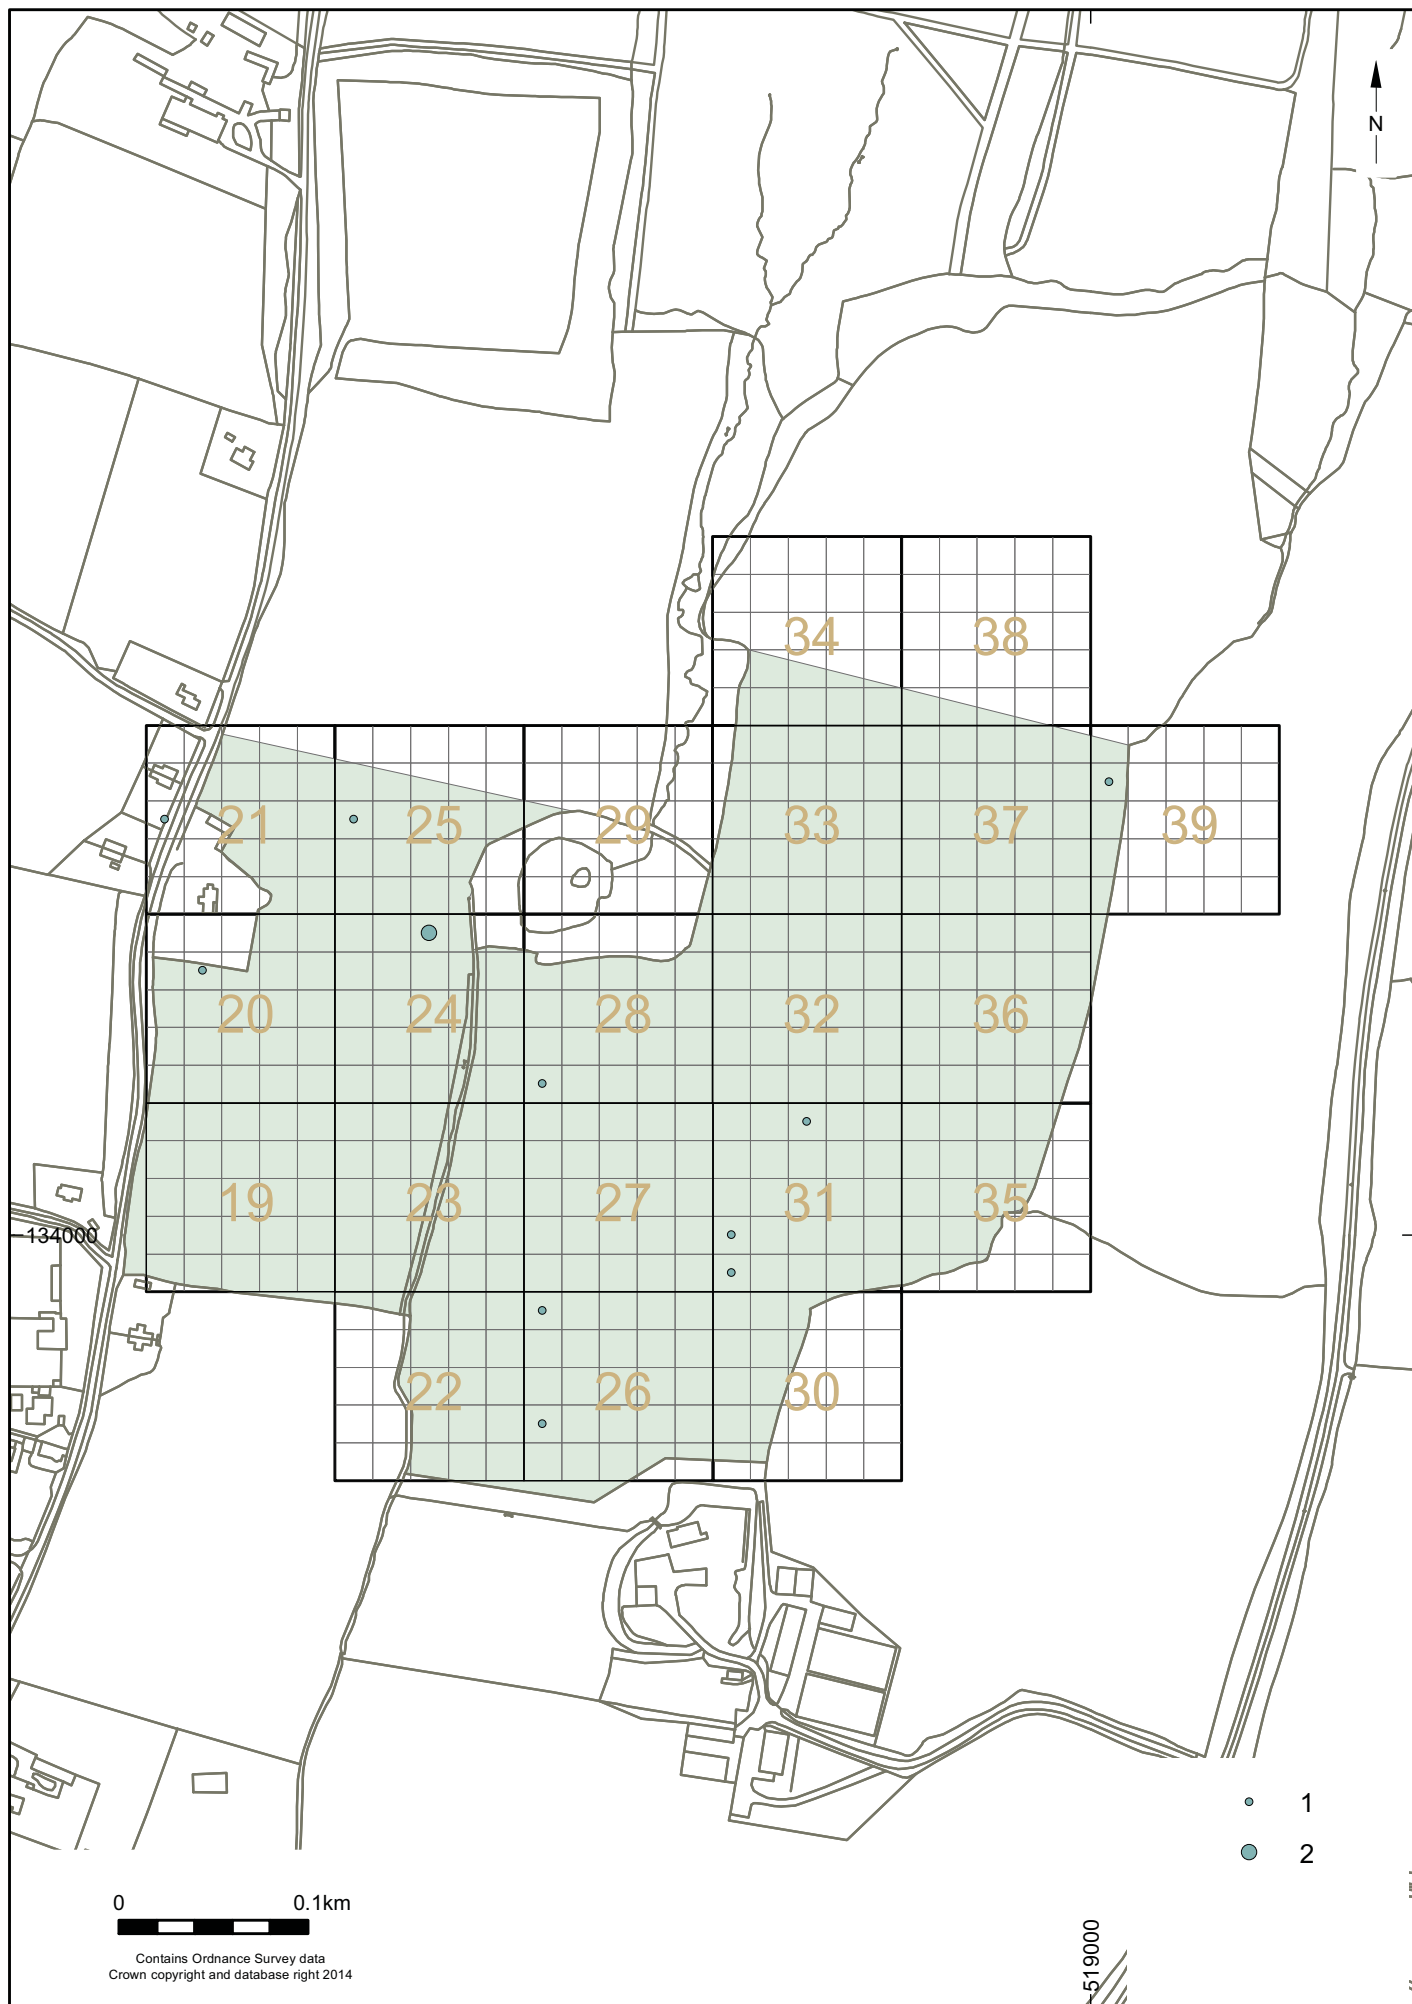 N
34 38
21 25 29 33 37 39
20 24 28 32 36
19 23 27 31 35
134000
22 26 30
1
2
0 0.1km
Contains Ordnance Survey data
Crown copyright and database right 2014
519000